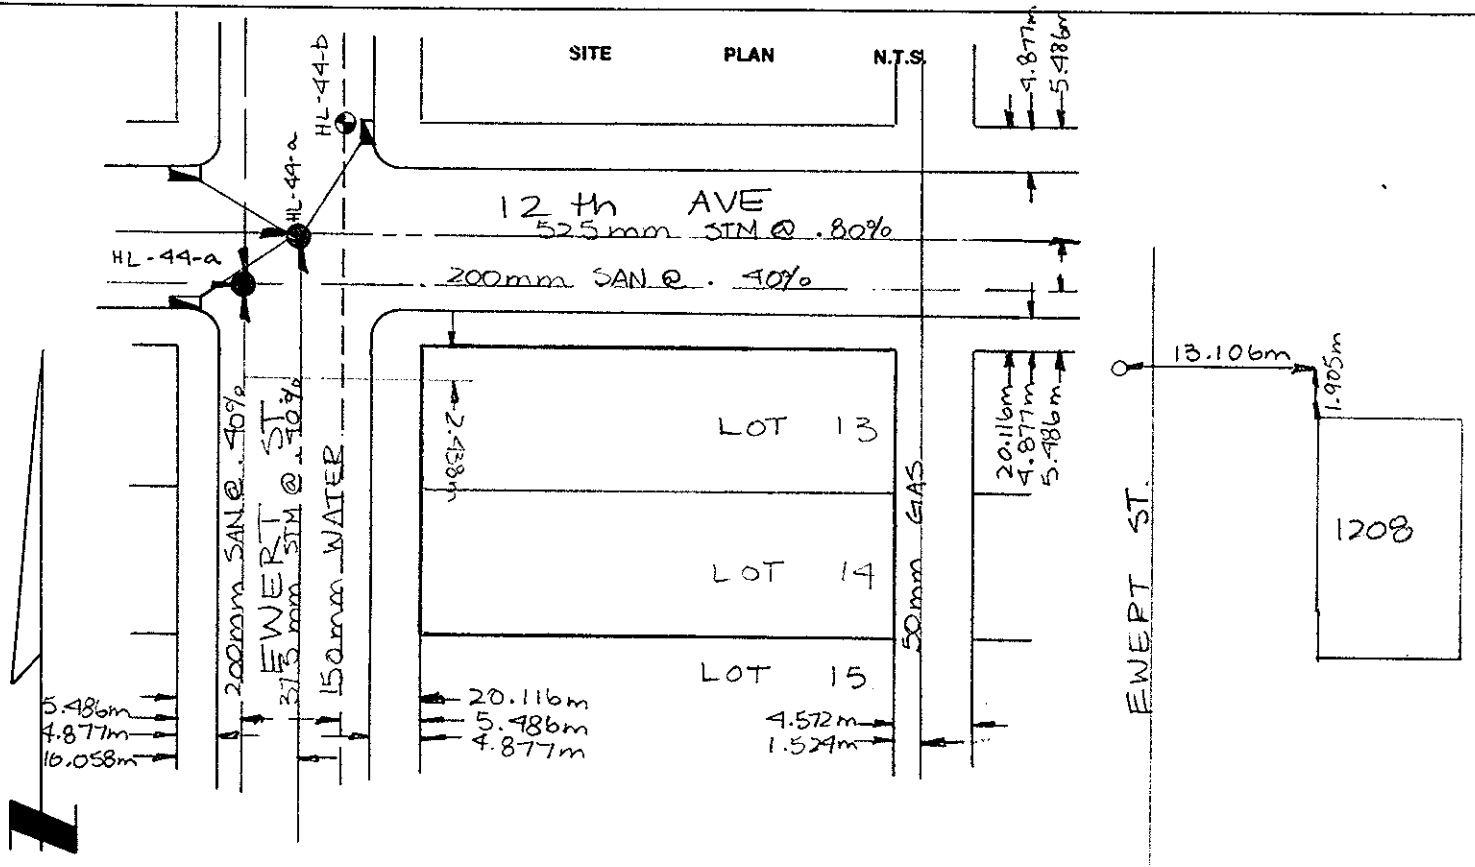 SITE PLAN N.T.S.
4.877m
5.486m
HL-44-b
HL-44-a
HL-44-a
12 th AVE
525mm STM @ .80%
200mm SAN @ . 40%
200mm SAN @ .40%
EWERT ST
375mm STM @ .40%
150mm WATER
2.438m
LOT 13
LOT 14
LOT 15
50mm GAS
20.116m
4.877m
5.486m
13.106m
1.905m
EWERT ST.
1208
5.486m
4.877m
10.058m
20.116m
5.486m
4.877m
4.572m
1.524m